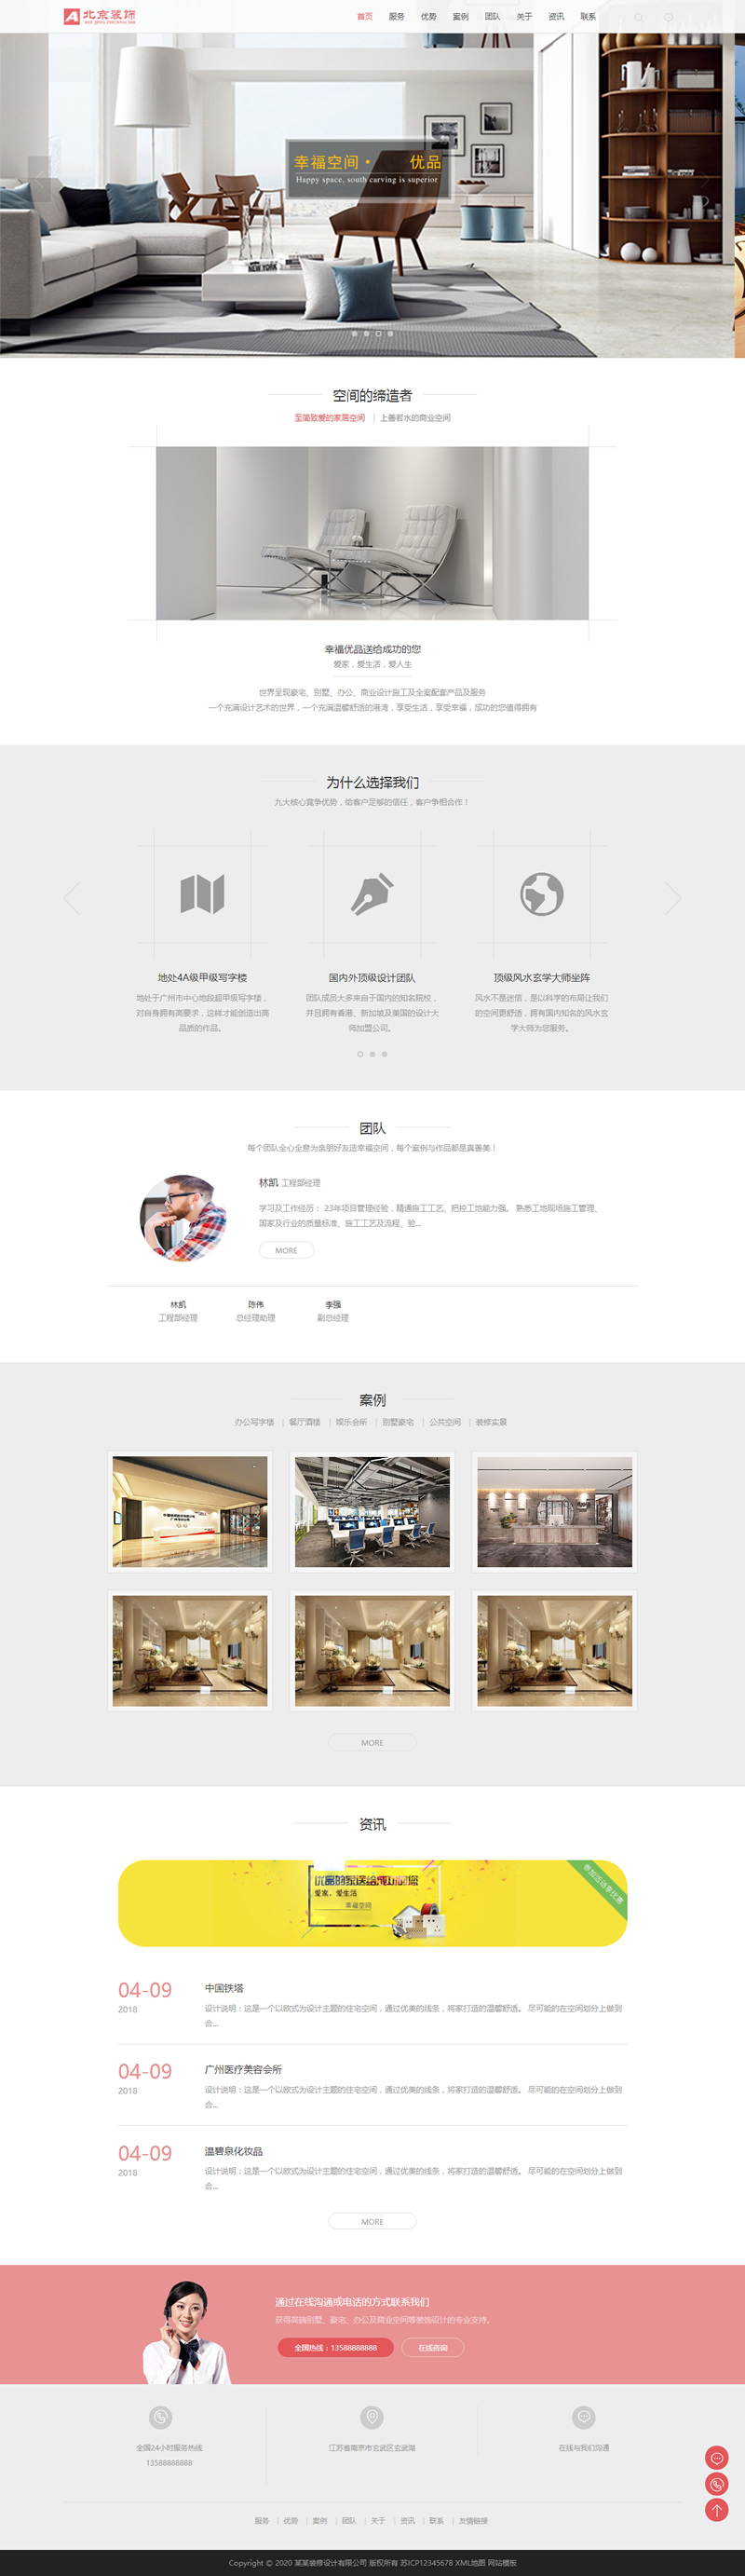 北京装饰
BEI JING ZHUANG SHI
首页 服务 优势 案例 团队 关于 资讯 联系
幸福空间· 优品
Happy space, south carving is superior
NEW YORK
空间的缔造者
至简致爱的家居空间 | 上善若水的商业空间
幸福优品送给成功的您
爱家，爱生活，爱人生
世界呈现豪宅、别墅、办公、商业设计施工及全案配套产品及服务
一个充满设计艺术的世界，一个充满温馨舒适的港湾，享受生活，享受幸福，成功的您值得拥有
为什么选择我们
九大核心竞争优势，给客户足够的信任，客户争相合作！
地处4A级甲级写字楼
地处于广州市中心地段超甲级写字楼，
对自身拥有高要求，这样才能创造出高
品质的作品。
国内外顶级设计团队
团队成员大多来自于国内的知名院校，
并且拥有香港、新加坡及美国的设计大
师加盟公司。
顶级风水玄学大师坐阵
风水不是迷信，是以科学的布局让我们
的空间更舒适，拥有国内知名的风水玄
学大师为您服务。
团队
每个团队全心全意为亲朋好友造幸福空间，每个案例与作品都是真善美！
林凯 工程部经理
学习及工作经历： 23年项目管理经验，精通施工工艺、把控工地能力强。 熟悉工地现场施工管理、
国家及行业的质量标准、施工工艺及流程、验...
MORE
林凯 陈伟 李强
工程部经理 总经理助理 副总经理
案例
办公写字楼 | 餐厅酒楼 | 娱乐会所 | 别墅豪宅 | 公共空间 | 装修实景
MORE
资讯
优品的家送给成功的您
爱家、爱生活
幸福空间
参加活动享优惠
04-09
2018
中国铁塔
设计说明：这是一个以欧式为设计主题的住宅空间，通过优美的线条，将家打造的温馨舒适。 尽可能的在空间划分上做到
合...
04-09
2018
广州医疗美容会所
设计说明：这是一个以欧式为设计主题的住宅空间，通过优美的线条，将家打造的温馨舒适。 尽可能的在空间划分上做到
合...
04-09
2018
温碧泉化妆品
设计说明：这是一个以欧式为设计主题的住宅空间，通过优美的线条，将家打造的温馨舒适。 尽可能的在空间划分上做到
合...
MORE
通过在线沟通或电话的方式联系我们
获得高端别墅、豪宅、办公及商业空间等装饰设计的专业支持。
全国热线：13588888888 在线咨询
全国24小时服务热线
13588888888
江苏省南京市玄武区玄武湖
在线与我们沟通
服务 | 优势 | 案例 | 团队 | 关于 | 资讯 | 联系 | 友情链接
Copyright © 2020 某某装修设计有限公司 版权所有 苏ICP12345678 XML地图 网站模板